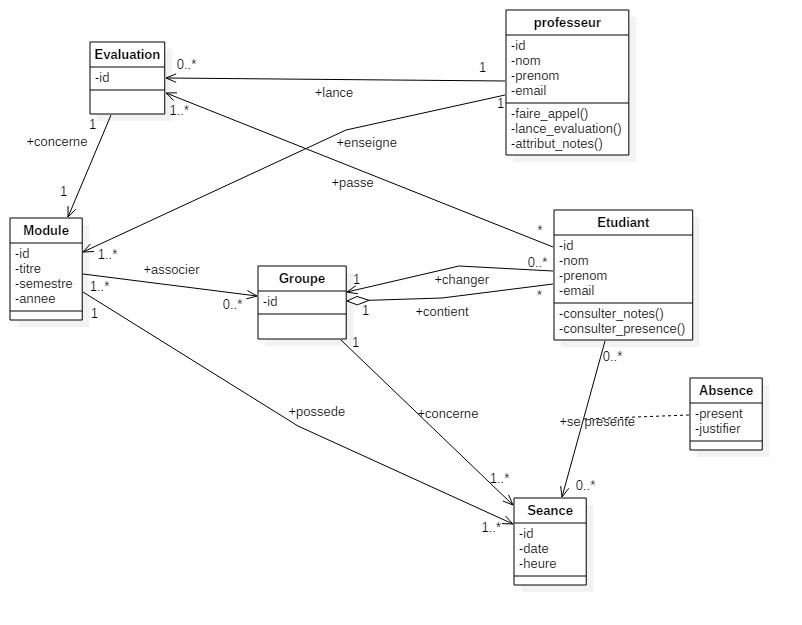 professeur
-id
-nom
-prenom
-email
-faire_appel()
-lance_evaluation()
-attribut_notes()
Evaluation
-id
0..*
1
+lance
1..*
1
1
+concerne
+enseigne
+passe
1
*
Module
-id
-titre
-semestre
-annee
1..*
+associer
1..*
0..*
1
Groupe
-id
1
+changer
0..*
1
+contient
*
Etudiant
-id
-nom
-prenom
-email
-consulter_notes()
-consulter_presence()
1
0..*
+possede
+concerne
+se presente
Absence
-present
-justifier
1..*
0..*
1..*
Seance
-id
-date
-heure